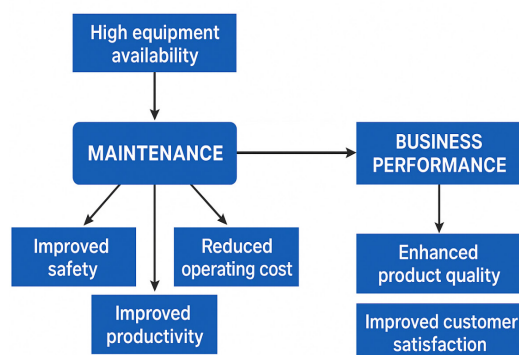 High equipment
availability
MAINTENANCE
BUSINESS
PERFORMANCE
Improved
safety
Reduced
operating cost
Improved
productivity
Enhanced
product quality
Improved customer
satisfaction